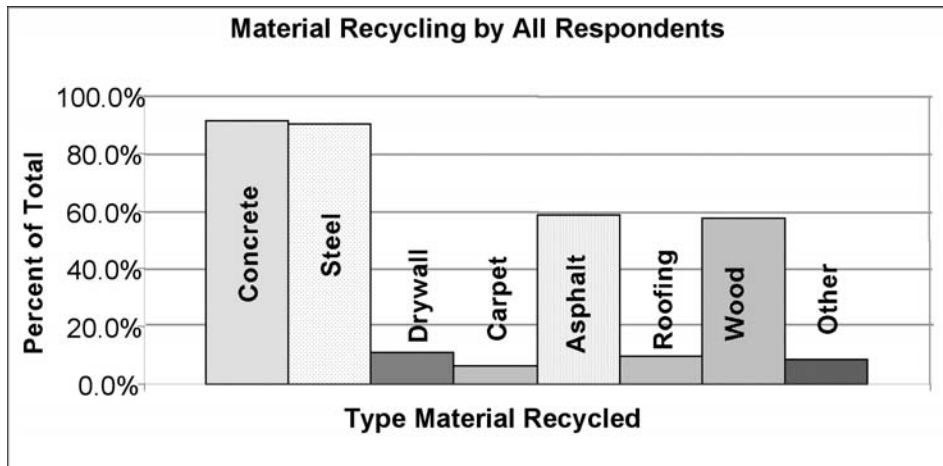 Material Recycling by All Respondents
100.0%
80.0%
60.0%
40.0%
20.0%
0.0%
Percent of Total
Concrete
Steel
Drywall
Carpet
Asphalt
Roofing
Wood
Other
Type Material Recycled